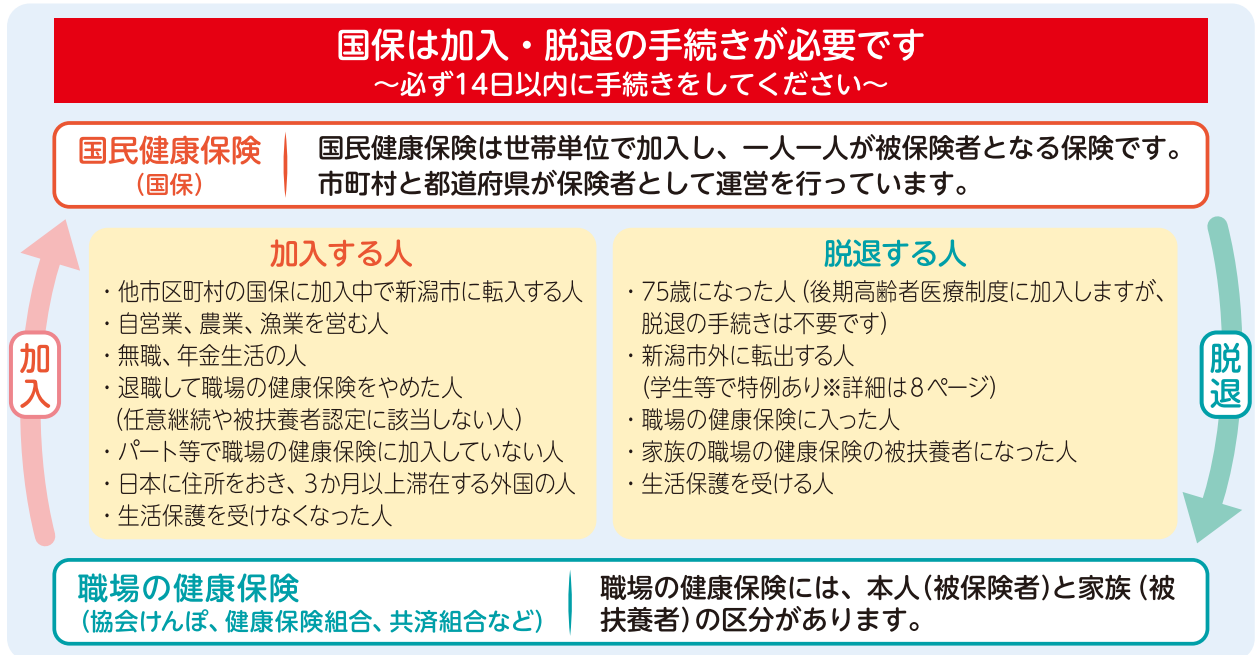 国保は加入・脱退の手続きが必要です
～必ず14日以内に手続きをしてください～
国民健康保険
（国保）
国民健康保険は世帯単位で加入し、一人一人が被保険者となる保険です。
市町村と都道府県が保険者として運営を行っています。
加入
加入する人
・他市区町村の国保に加入中で新潟市に転入する人
・自営業、農業、漁業を営む人
・無職、年金生活の人
・退職して職場の健康保険をやめた人
（任意継続や被扶養者認定に該当しない人）
・パート等で職場の健康保険に加入していない人
・日本に住所をおき、3か月以上滞在する外国の人
・生活保護を受けなくなった人
脱退する人
・75歳になった人（後期高齢者医療制度に加入しますが、
脱退の手続きは不要です）
・新潟市外に転出する人
（学生等で特例あり※詳細は8ページ）
・職場の健康保険に入った人
・家族の職場の健康保険の被扶養者になった人
・生活保護を受ける人
脱退
職場の健康保険
（協会けんぽ、健康保険組合、共済組合など）
職場の健康保険には、本人（被保険者）と家族（被
扶養者）の区分があります。